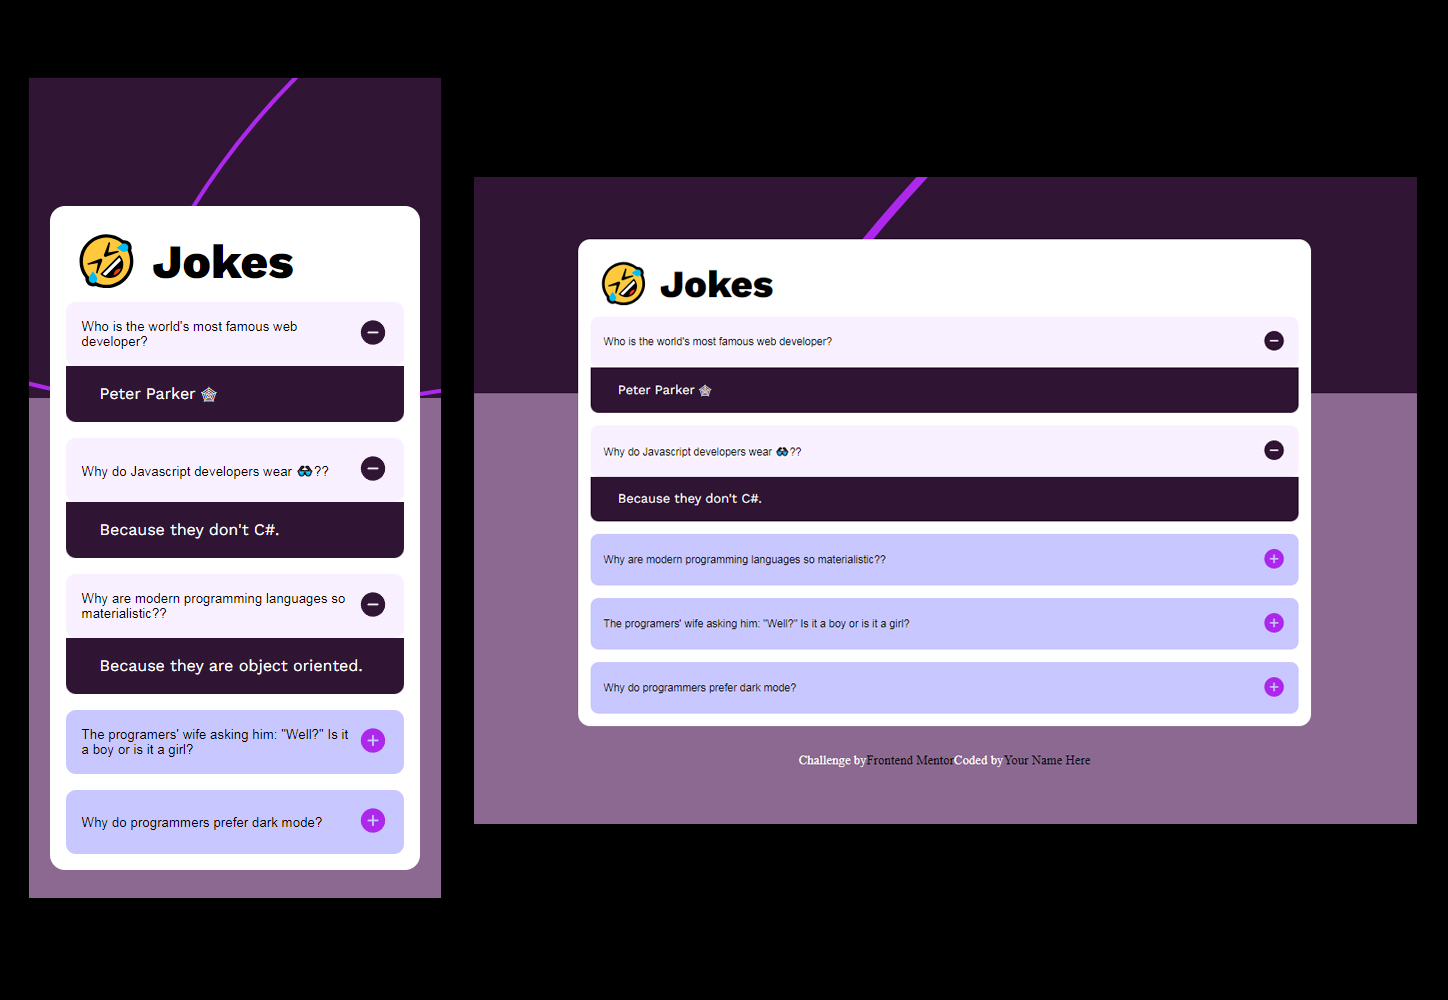 Jokes
Who is the world's most famous web
developer?
Peter Parker 🕸
Why do Javascript developers wear 👓??
Because they don't C#.
Why are modern programming languages so
materialistic??
Because they are object oriented.
The programers' wife asking him: "Well?" Is it
a boy or is it a girl?
Why do programmers prefer dark mode?
Jokes
Who is the world's most famous web developer?
Peter Parker 🕸
Why do Javascript developers wear 👓??
Because they don't C#.
Why are modern programming languages so materialistic??
The programers' wife asking him: "Well?" Is it a boy or is it a girl?
Why do programmers prefer dark mode?
Challenge byFrontend MentorCoded byYour Name Here